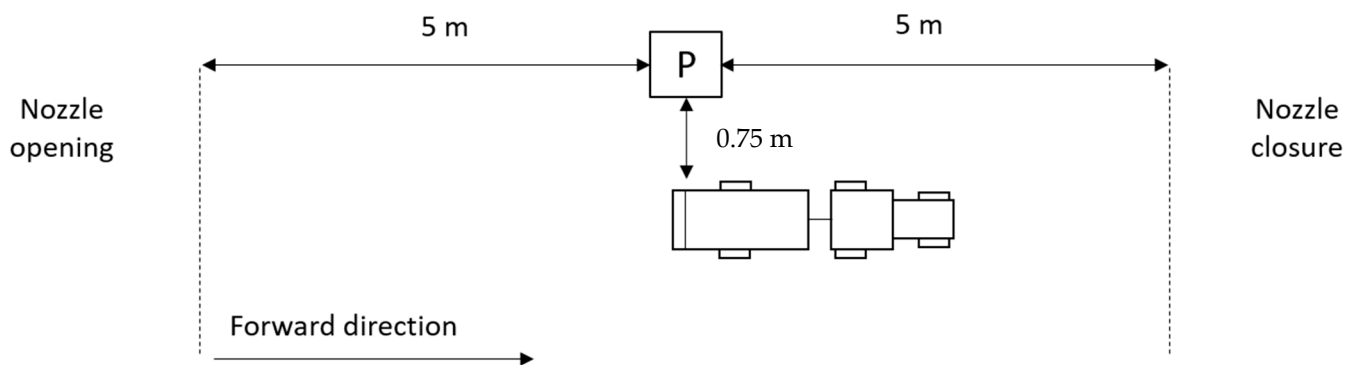 5 m
5 m
P
Nozzle
opening
0.75 m
Nozzle
closure
Forward direction